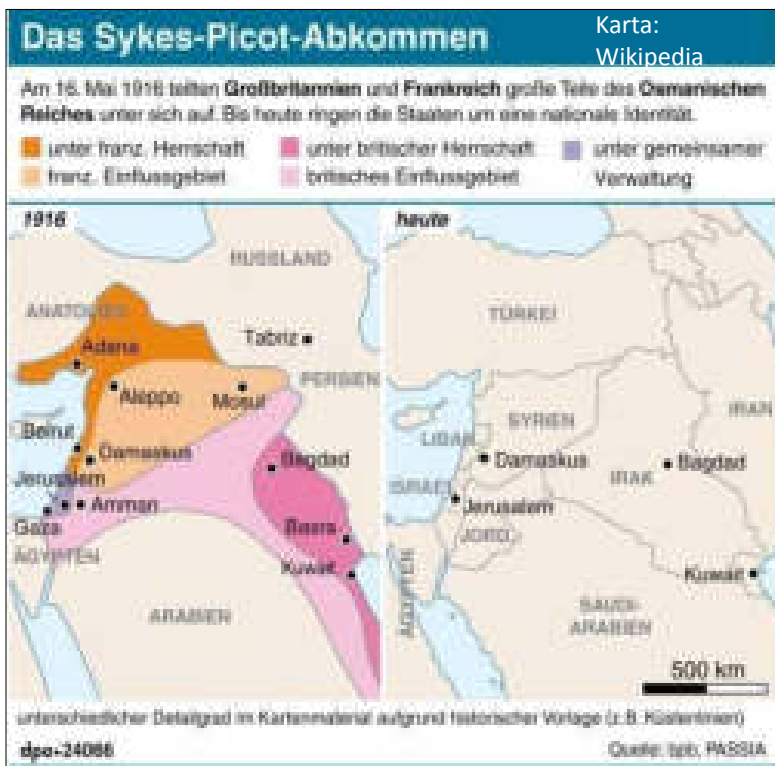 Das Sykes-Picot-Abkommen
Karta:
Wikipedia
Am 16. Mai 1916 teilten Großbritannien und Frankreich große Teile des Osmanischen
Reiches unter sich auf. Bis heute ringen die Staaten um eine nationale Identität.
unter franz. Herrschaft
unter britischer Herrschaft
unter gemeinsamer
franz. Einflussgebiet
britisches Einflussgebiet
Verwaltung
1916
RUSSLAND
ANATOLIEN
Adana
Tabriz
PERSIEN
Aleppo
Mosul
Beirut
Damaskus
Bagdad
Jerusalem
Amman
Gaza
Basra
ÄGYPTEN
Kuwait
ARABIEN
heute
TÜRKEI
SYRIEN
IRAN
LIBAN.
Damaskus
Bagdad
IRAK
ISRAEL
Jerusalem
JORD.
Kuwait
ÄGYPTEN
SAUDI-
ARABIEN
500 km
unterschiedlicher Detailgrad im Kartenmaterial aufgrund historischer Vorlage (z. B. Küstenlinien)
dpa•24066
Quelle: bpb, PASSIA